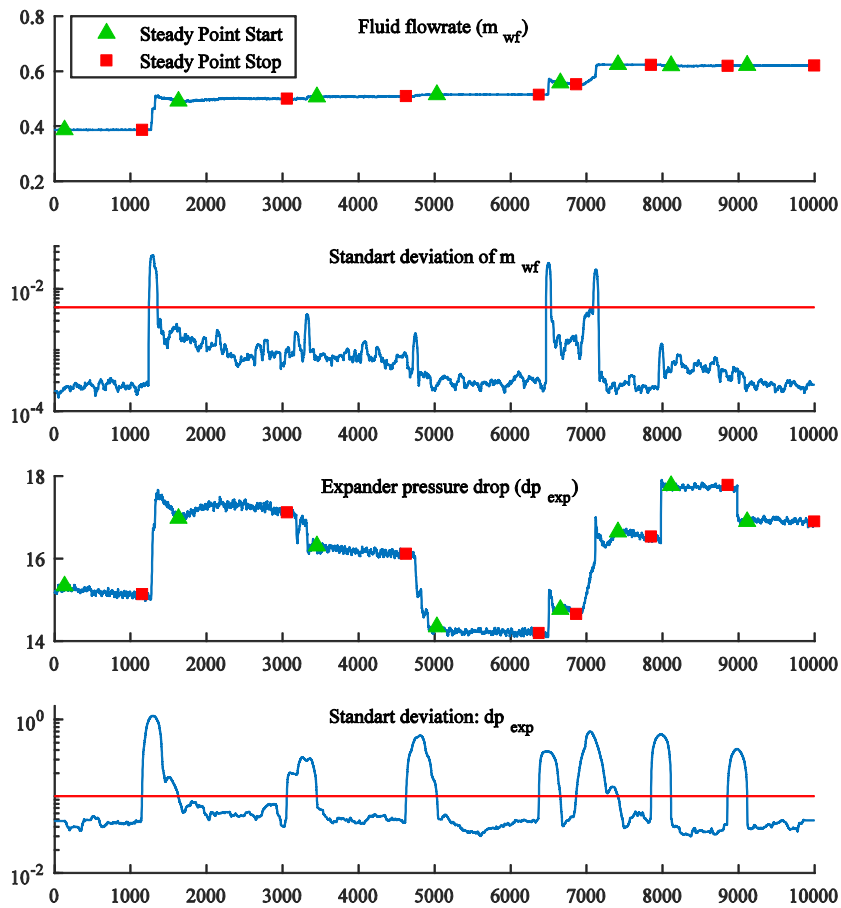 Fluid flowrate (m wf)
Steady Point Start
Steady Point Stop
0.8
0.6
0.4
0.2
0 1000 2000 3000 4000 5000 6000 7000 8000 9000 10000
Standart deviation of m wf
10-2
10-4
0 1000 2000 3000 4000 5000 6000 7000 8000 9000 10000
Expander pressure drop (dp exp)
18
16
14
0 1000 2000 3000 4000 5000 6000 7000 8000 9000 10000
Standart deviation: dp exp
100
10-2
0 1000 2000 3000 4000 5000 6000 7000 8000 9000 10000